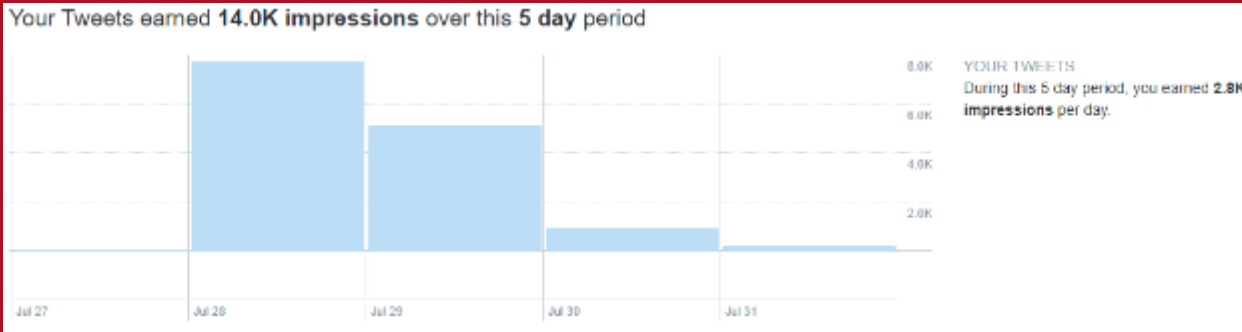 Your Tweets earned 14.0K impressions over this 5 day period
8.0K
YOUR TWEETS
During this 5 day period, you earned 2.8K
impressions per day.
6.0K
4.0K
2.0K
Jul 27
Jul 28
Jul 29
Jul 30
Jul 31